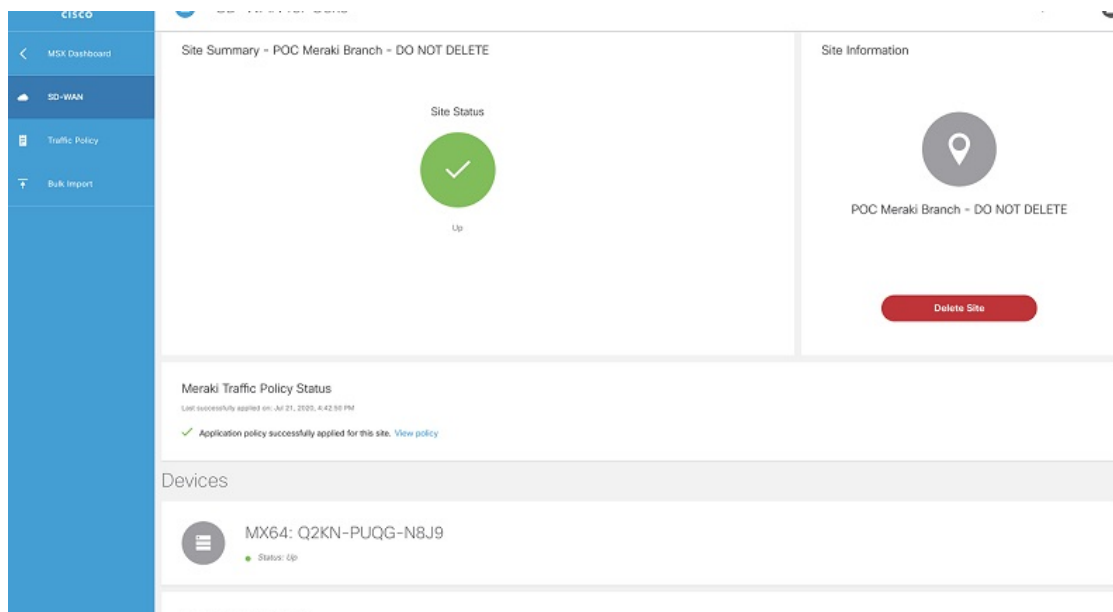 cisco
MSX Dashboard
SD-WAN
Traffic Policy
Bulk Import
Site Summary - POC Meraki Branch - DO NOT DELETE
Site Status
Up
Site Information
POC Meraki Branch - DO NOT DELETE
Delete Site
Meraki Traffic Policy Status
Last successfully applied on: Jul 21, 2020, 4:42:50 PM
Application policy successfully applied for this site. View policy
Devices
MX64: Q2KN-PUQG-N8J9
Status: Up